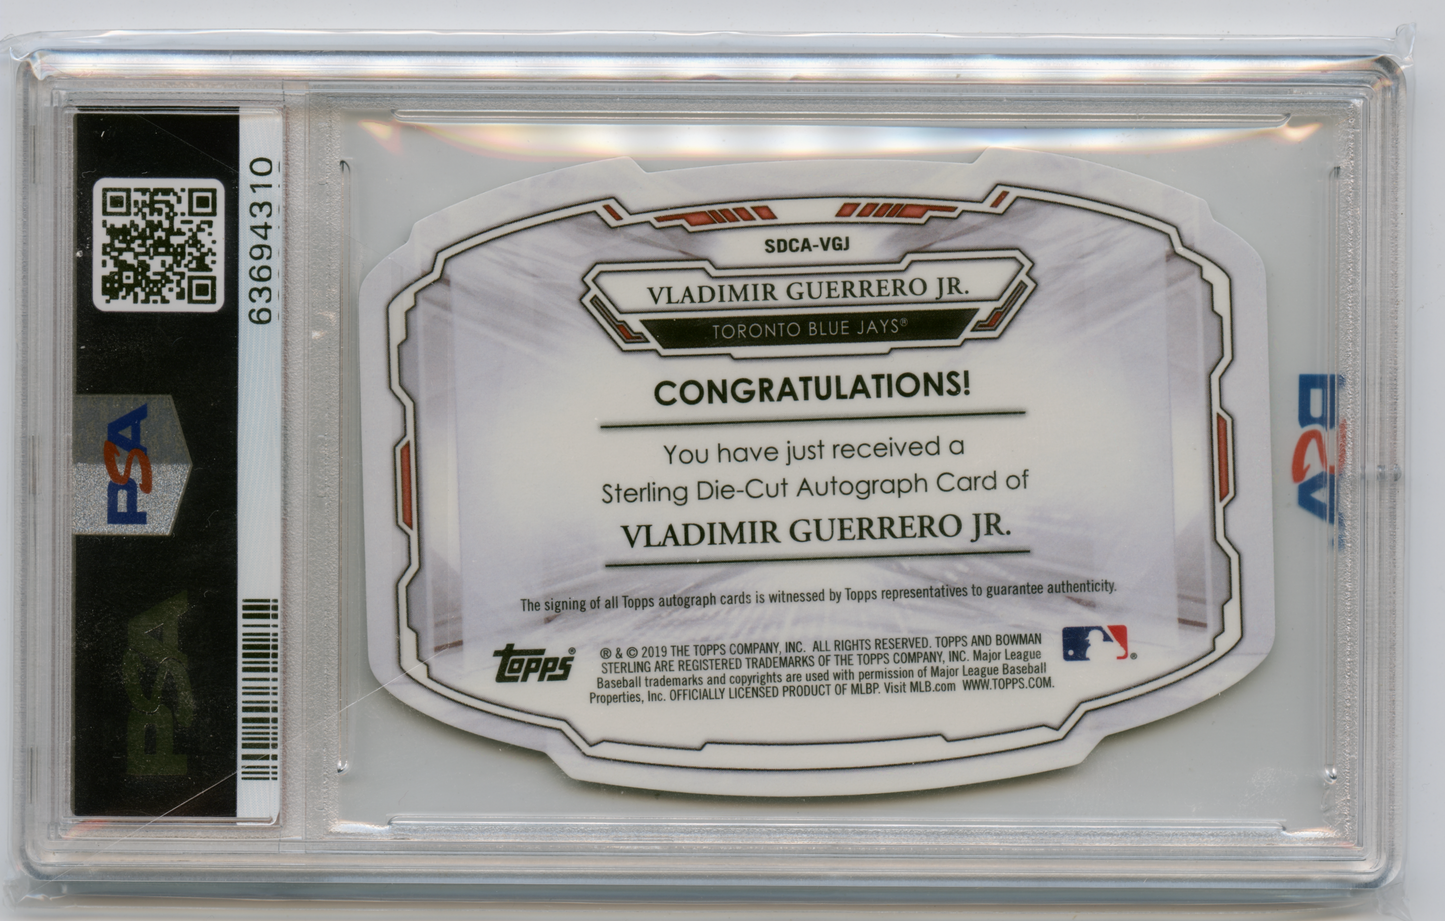 63694310
PSA
PSA
SDCA-VGJ
VLADIMIR GUERRERO JR.
TORONTO BLUE JAYS®
CONGRATULATIONS!
You have just received a
Sterling Die-Cut Autograph Card of
VLADIMIR GUERRERO JR.
The signing of all Topps autograph cards is witnessed by Topps representatives to guarantee authenticity.
topps®
® & © 2019 THE TOPPS COMPANY, INC. ALL RIGHTS RESERVED. TOPPS AND BOWMAN
STERLING ARE REGISTERED TRADEMARKS OF THE TOPPS COMPANY, INC. Major League
Baseball trademarks and copyrights are used with permission of Major League Baseball
Properties, Inc. OFFICIALLY LICENSED PRODUCT OF MLBP. Visit MLB.com WWW.TOPPS.COM.
®